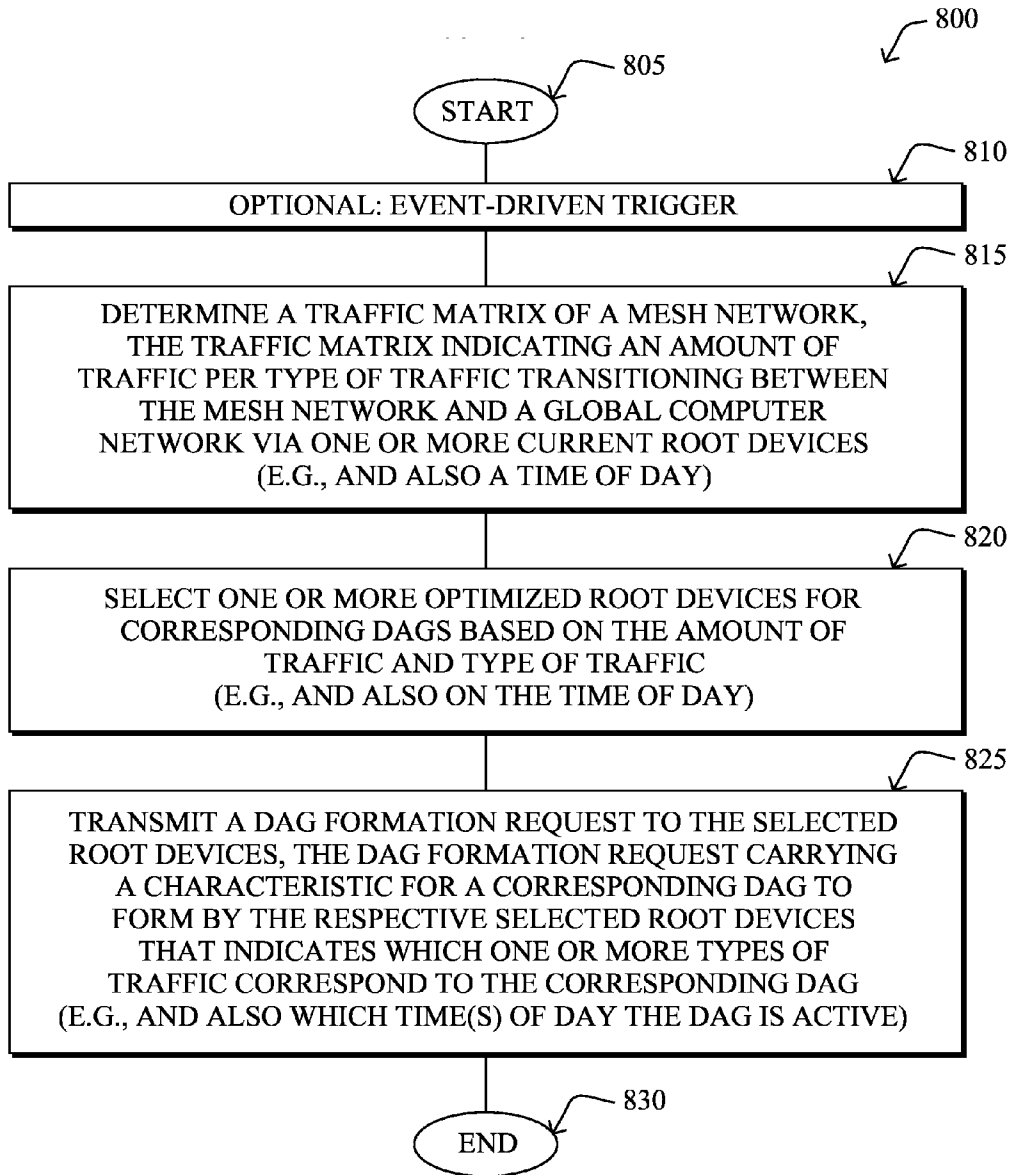 800
805
START
810
OPTIONAL: EVENT-DRIVEN TRIGGER
815
DETERMINE A TRAFFIC MATRIX OF A MESH NETWORK,
THE TRAFFIC MATRIX INDICATING AN AMOUNT OF
TRAFFIC PER TYPE OF TRAFFIC TRANSITIONING BETWEEN
THE MESH NETWORK AND A GLOBAL COMPUTER
NETWORK VIA ONE OR MORE CURRENT ROOT DEVICES
(E.G., AND ALSO A TIME OF DAY)
820
SELECT ONE OR MORE OPTIMIZED ROOT DEVICES FOR
CORRESPONDING DAGS BASED ON THE AMOUNT OF
TRAFFIC AND TYPE OF TRAFFIC
(E.G., AND ALSO ON THE TIME OF DAY)
825
TRANSMIT A DAG FORMATION REQUEST TO THE SELECTED
ROOT DEVICES, THE DAG FORMATION REQUEST CARRYING
A CHARACTERISTIC FOR A CORRESPONDING DAG TO
FORM BY THE RESPECTIVE SELECTED ROOT DEVICES
THAT INDICATES WHICH ONE OR MORE TYPES OF
TRAFFIC CORRESPOND TO THE CORRESPONDING DAG
(E.G., AND ALSO WHICH TIME(S) OF DAY THE DAG IS ACTIVE)
830
END